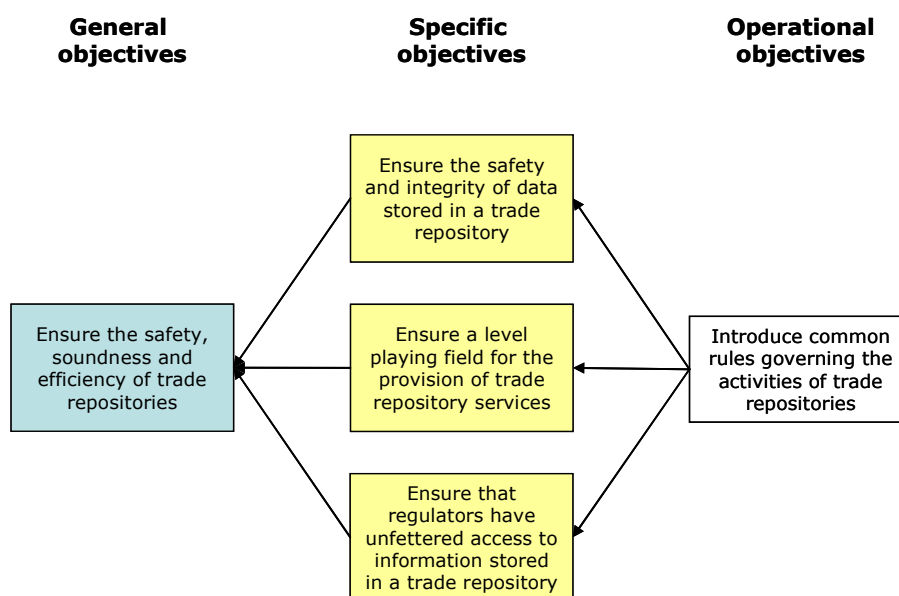 General
objectives
Specific
objectives
Operational
objectives
Ensure the safety
and integrity of data
stored in a trade
repository
Ensure the safety,
soundness and
efficiency of trade
repositories
Ensure a level
playing field for the
provision of trade
repository services
Introduce common
rules governing the
activities of trade
repositories
Ensure that
regulators have
unfettered access to
information stored
in a trade repository